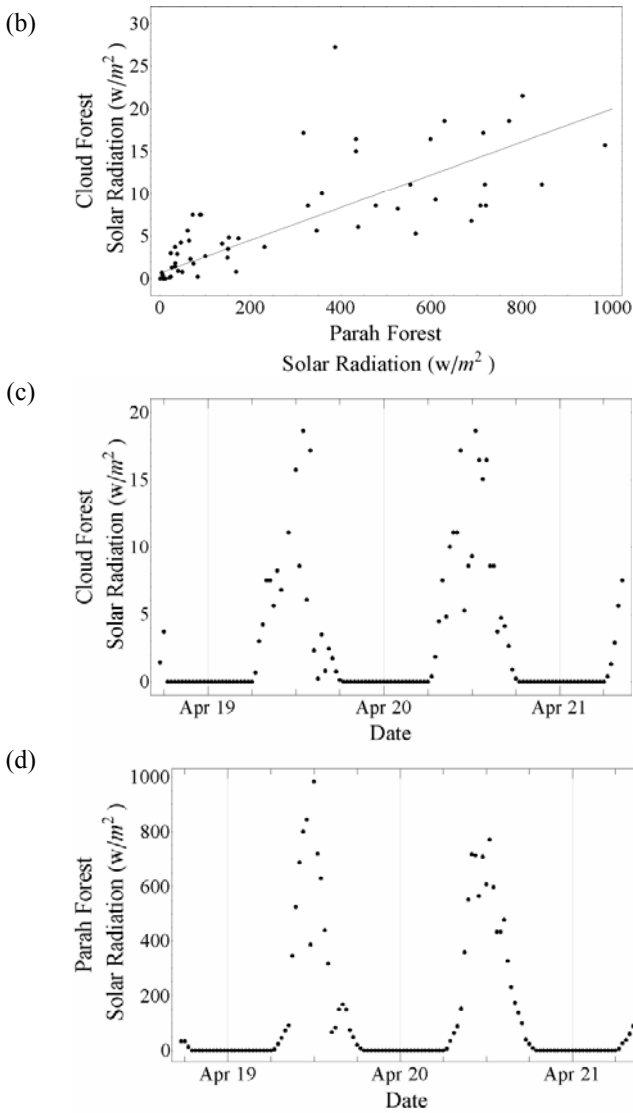 (b)
30
25
20
15
10
5
0
Cloud Forest
Solar Radiation (w/m²)
0 200 400 600 800 1000
Parah Forest
Solar Radiation (w/m²)
(c)
20
15
10
5
0
Cloud Forest
Solar Radiation (w/m²)
Apr 19 Apr 20 Apr 21
Date
(d)
1000
800
600
400
200
0
Parah Forest
Solar Radiation (w/m²)
Apr 19 Apr 20 Apr 21
Date